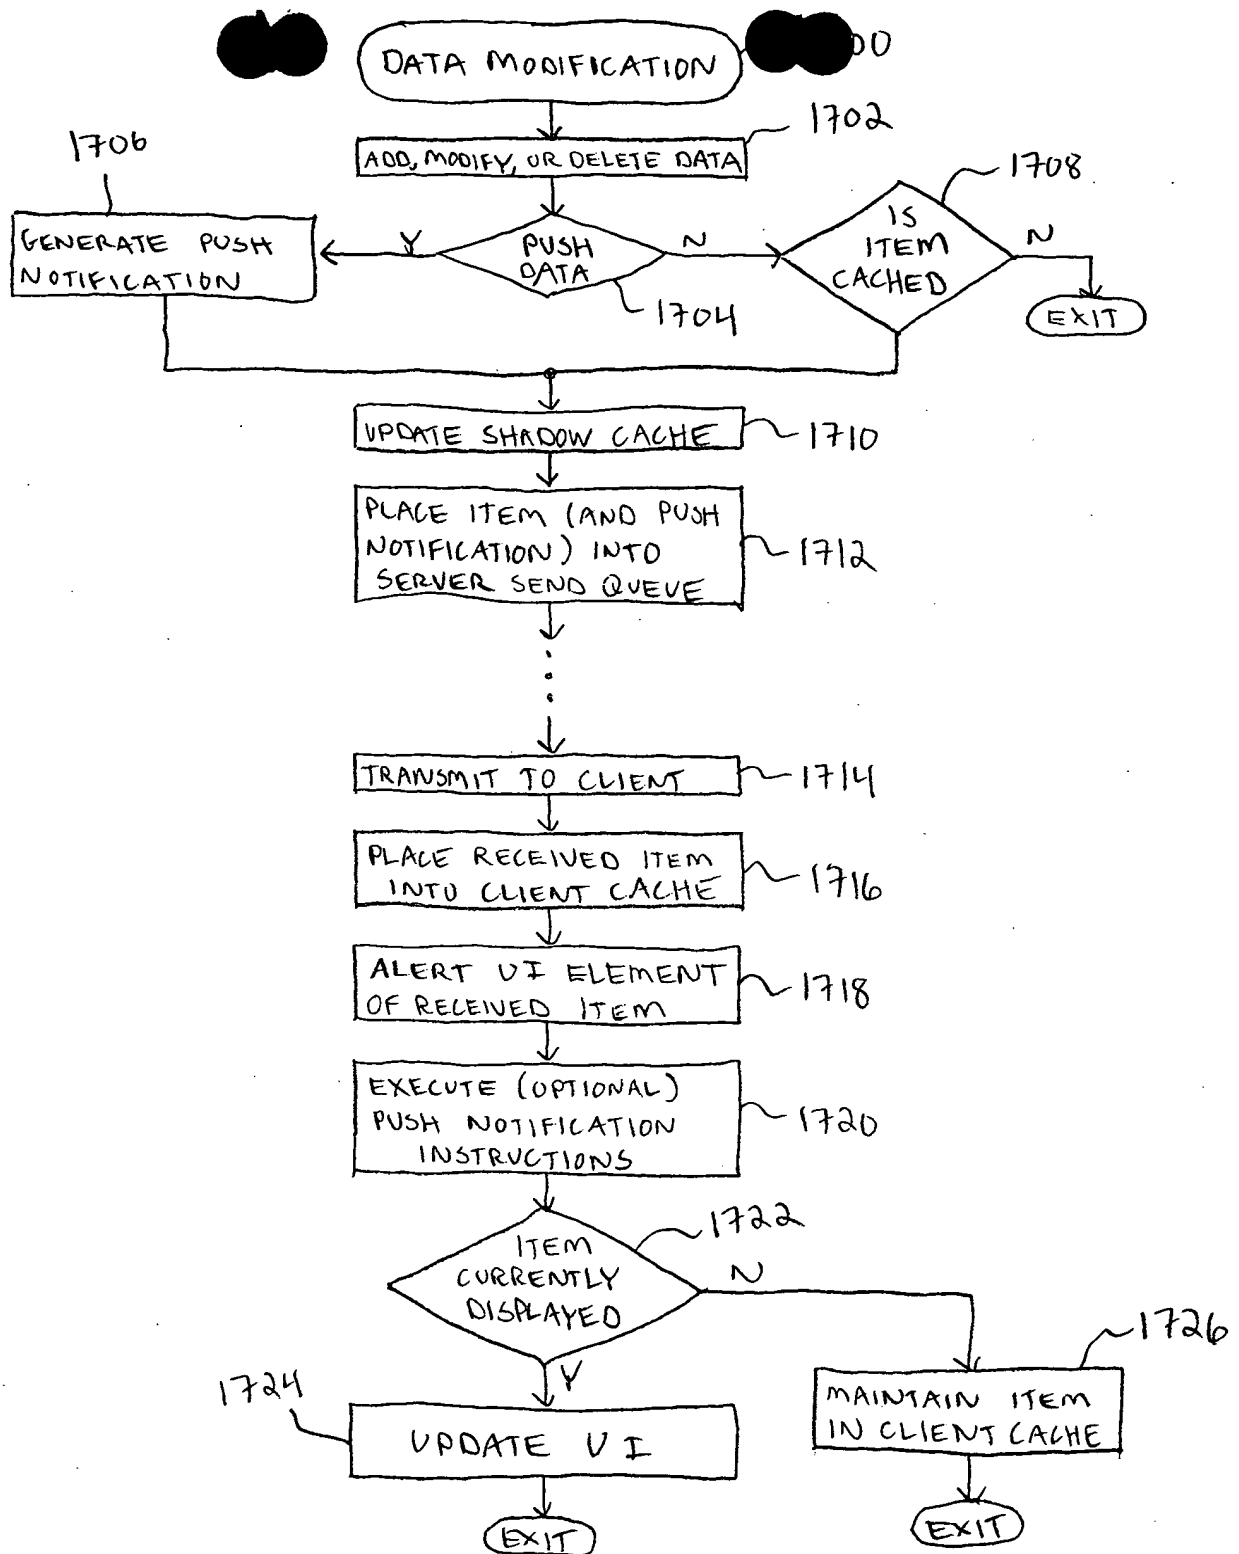 DATA MODIFICATION
00
1702
ADD, MODIFY, OR DELETE DATA
1706
GENERATE PUSH
NOTIFICATION
Y
PUSH
DATA
N
1704
1708
IS
ITEM
CACHED
N
EXIT
UPDATE SHADOW CACHE
1710
PLACE ITEM (AND PUSH
NOTIFICATION) INTO
SERVER SEND QUEUE
1712
TRANSMIT TO CLIENT
1714
PLACE RECEIVED ITEM
INTO CLIENT CACHE
1716
ALERT UI ELEMENT
OF RECEIVED ITEM
1718
EXECUTE (OPTIONAL)
PUSH NOTIFICATION
INSTRUCTIONS
1720
1722
ITEM
CURRENTLY
DISPLAYED
N
Y
1724
UPDATE UI
EXIT
1726
MAINTAIN ITEM
IN CLIENT CACHE
EXIT